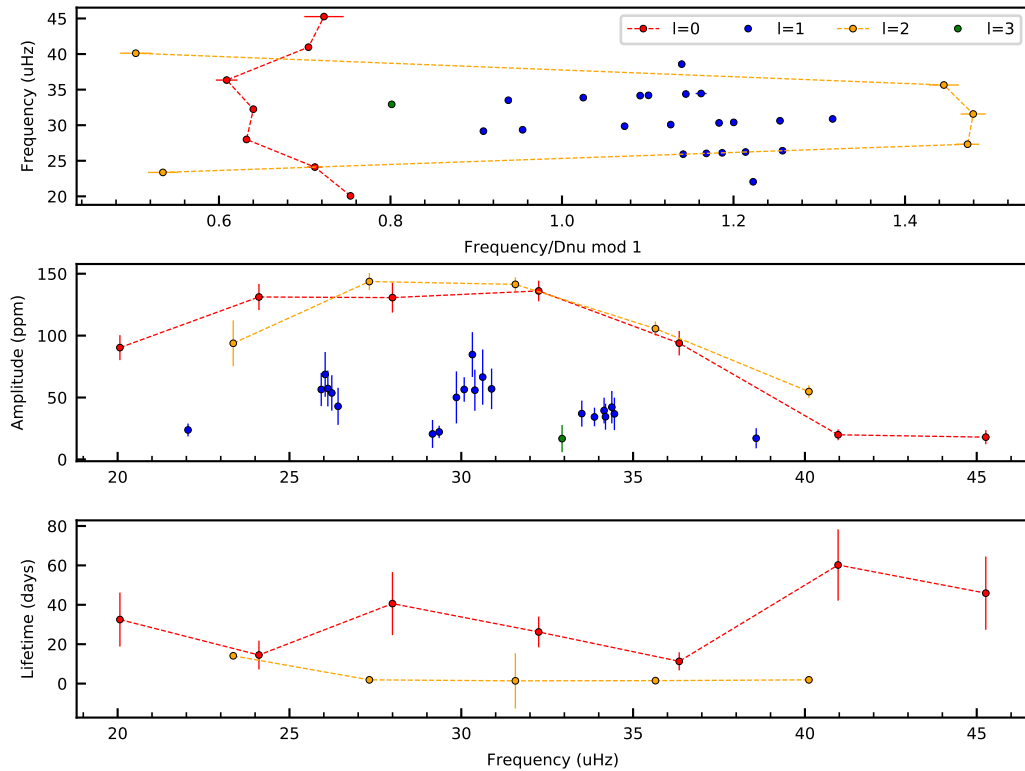 45
40
35
30
25
20
Frequency (uHz)
l=0 l=1 l=2 l=3
0.6 0.8 1.0 1.2 1.4
Frequency/Dnu mod 1
150
100
50
0
Amplitude (ppm)
20 25 30 35 40 45
80
60
40
20
0
Lifetime (days)
20 25 30 35 40 45
Frequency (uHz)